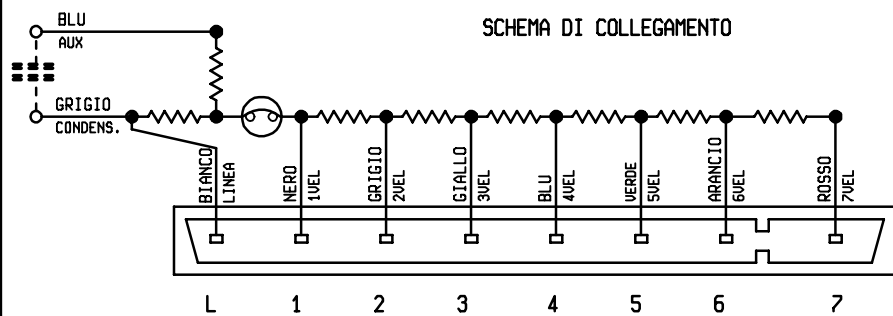 SCHEMA DI COLLEGAMENTO
BLU
AUX
GRIGIO
CONDENS.
BIANCO
LINEA
NERO
1VEL
GRIGIO
2VEL
GIALLO
3VEL
BLU
4VEL
VERDE
5VEL
ARANCIO
6VEL
ROSSO
7VEL
L 1 2 3 4 5 6 7